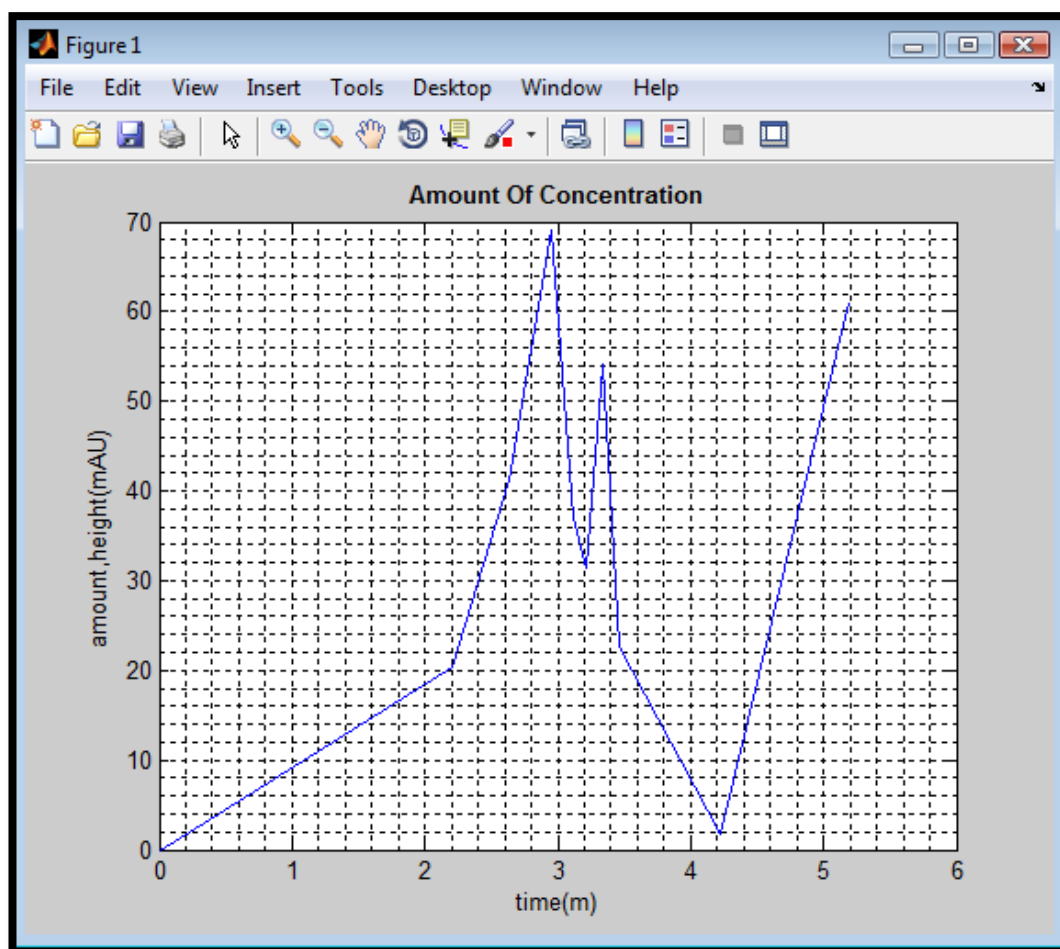 Figure 1
File Edit View Insert Tools Desktop Window Help
Amount Of Concentration
70
60
50
40
30
20
10
0
amount,height(mAU)
0 1 2 3 4 5 6
time(m)